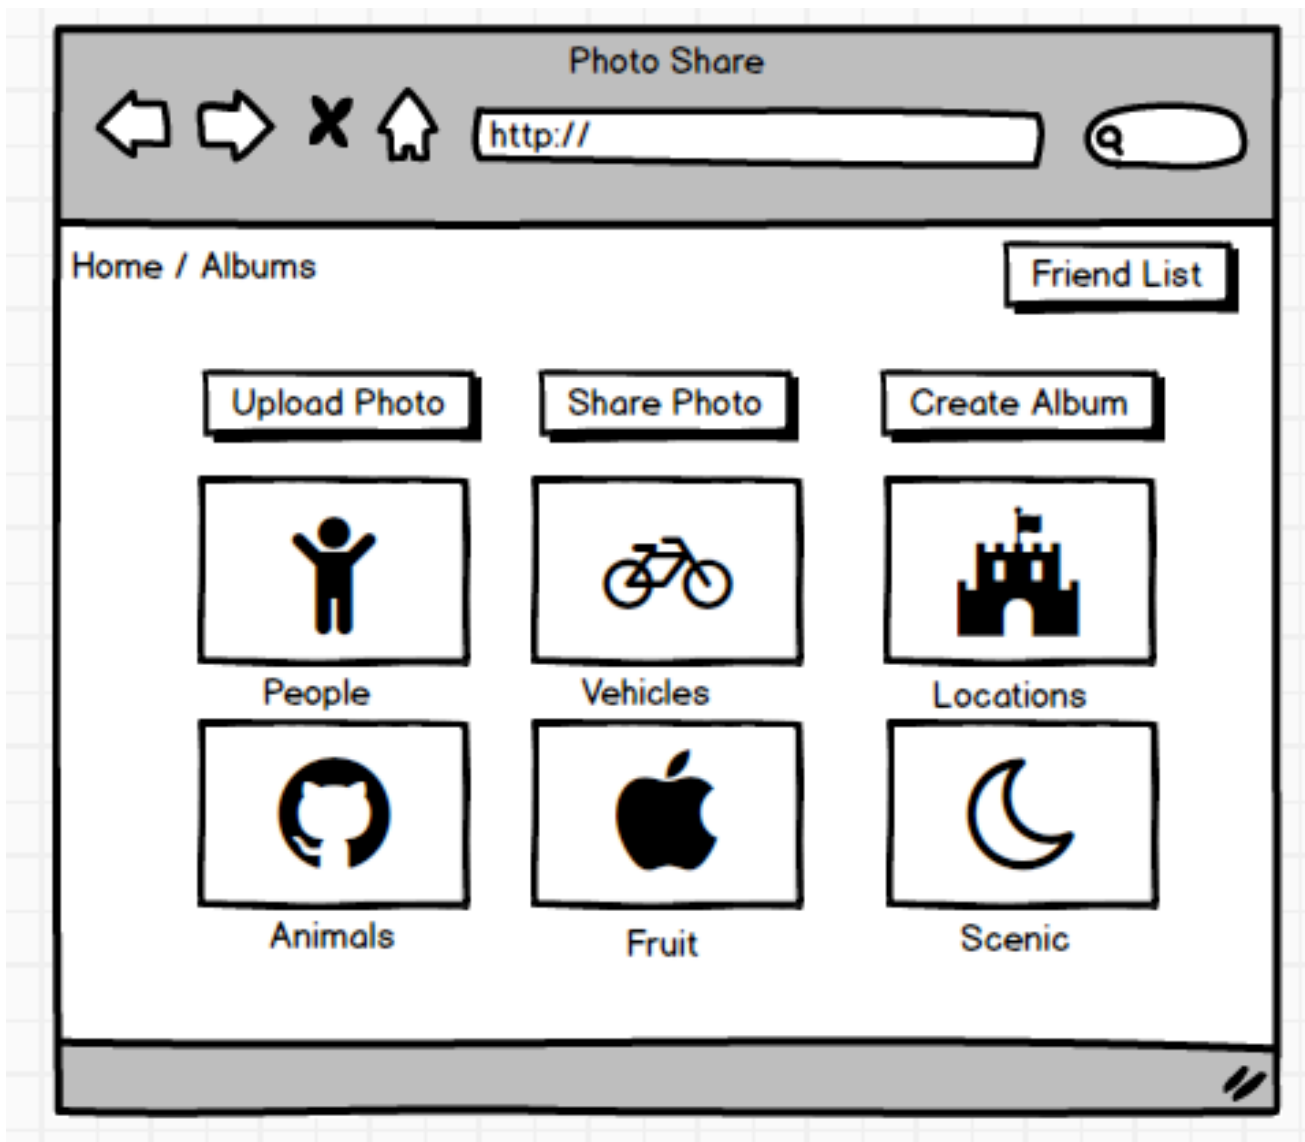 Photo Share
http://
Home / Albums
Friend List
Upload Photo
Share Photo
Create Album
People
Vehicles
Locations
Animals
Fruit
Scenic